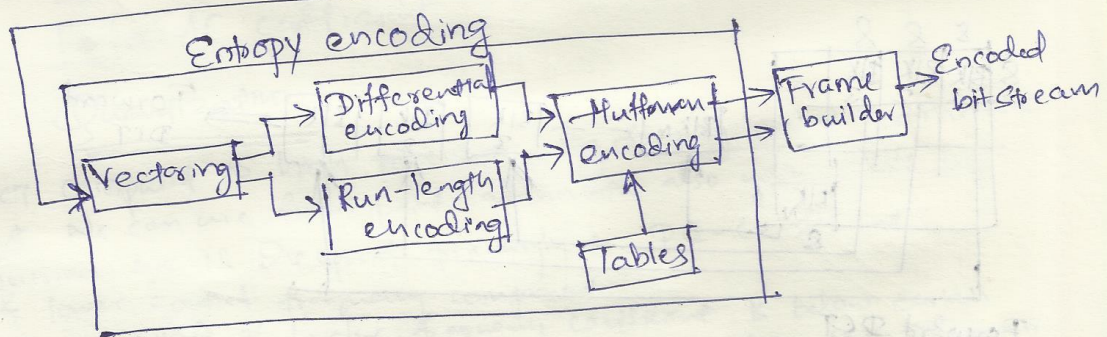 Entropy encoding
Differential
encoding
Vectoring
Run-length
encoding
Huffman
encoding
Tables
Frame
builder
Encoded
bit stream